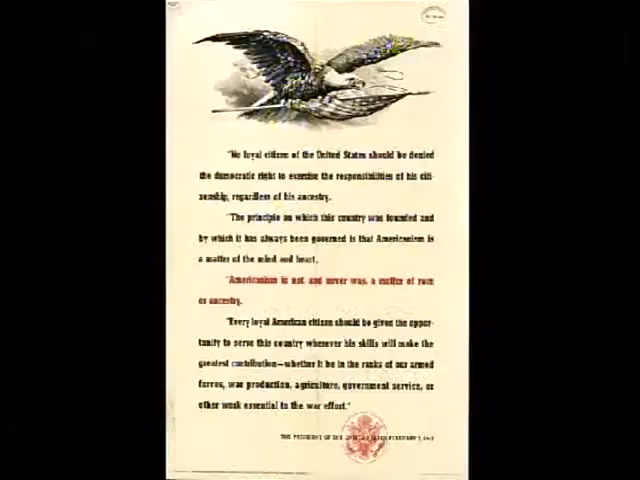 "No loyal citizen of the United States should be denied
the democratic right to exercise the responsibilities of his citi-
zenship, regardless of his ancestry.
"The principle on which this country was founded and
by which it has always been governed is that Americanism is
a matter of the mind and heart.
"Americanism is not, and never was, a matter of race
or ancestry.
"Every loyal American citizen should be given the oppor-
tunity to serve this country wherever his skills will make the
greatest contribution—whether it be in the ranks of our armed
forces, war production, agriculture, government service, or
other work essential to the war effort."
THE PRESIDENT OF THE UNITED STATES